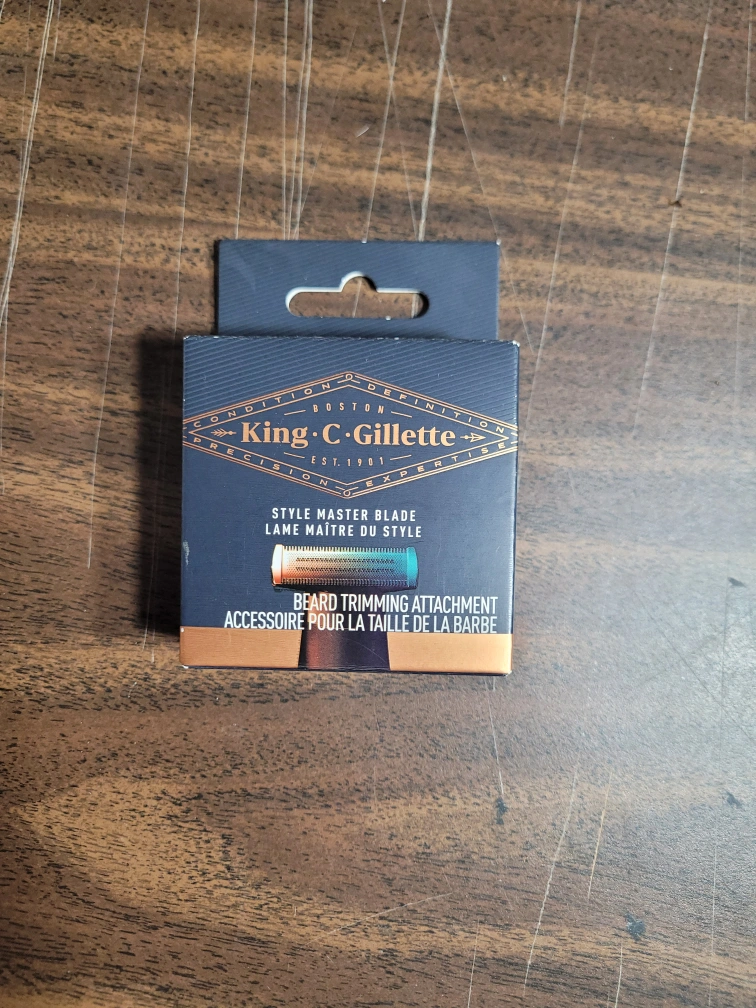 CONDITION DEFINITION
BOSTON
King·C·Gillette
EST. 1901
PRECISION EXPERTISE
STYLE MASTER BLADE
LAME MAÎTRE DU STYLE
BEARD TRIMMING ATTACHMENT
ACCESSOIRE POUR LA TAILLE DE LA BARBE